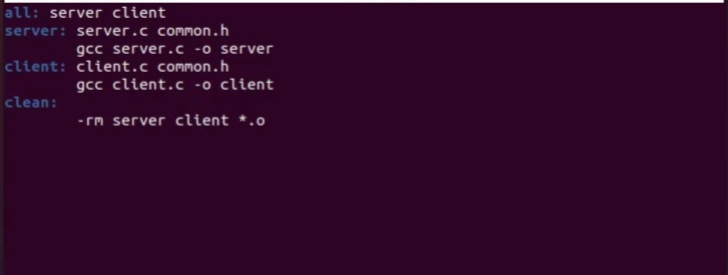 all: server client
server: server.c common.h
gcc server.c -o server
client: client.c common.h
gcc client.c -o client
clean:
-rm server client *.o